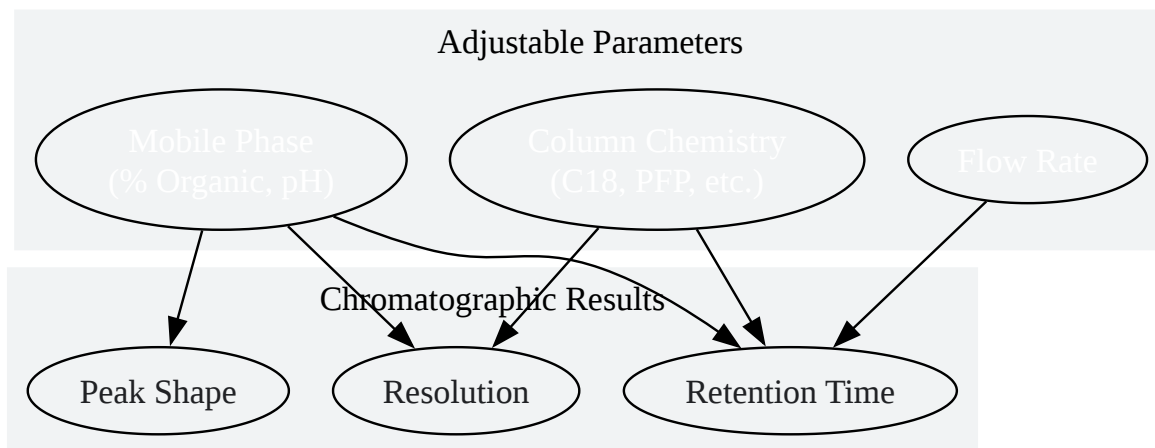 Adjustable Parameters
Mobile Phase
(% Organic, pH)
Column Chemistry
(C18, PFP, etc.)
Flow Rate
Chromatographic Results
Peak Shape
Resolution
Retention Time